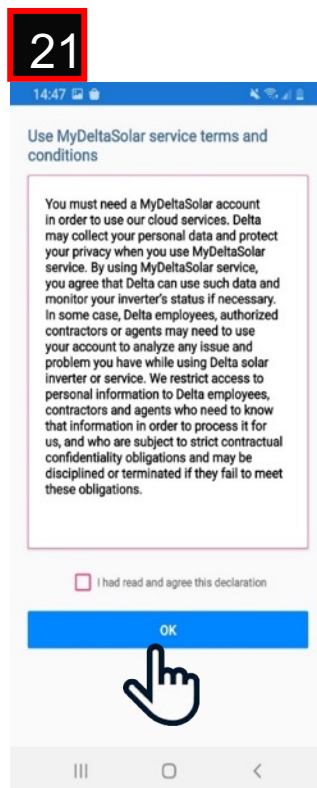 21
14:47
Use MyDeltaSolar service terms and
conditions
You must need a MyDeltaSolar account
in order to use our cloud services. Delta
may collect your personal data and protect
your privacy when you use MyDeltaSolar
service. By using MyDeltaSolar service,
you agree that Delta can use such data and
monitor your inverter's status if necessary.
In some case, Delta employees, authorized
contractors or agents may need to use
your account to analyze any issue and
problem you have while using Delta solar
inverter or service. We restrict access to
personal information to Delta employees,
contractors and agents who need to know
that information in order to process it for
us, and who are subject to strict contractual
confidentiality obligations and may be
disciplined or terminated if they fail to meet
these obligations.
I had read and agree this declaration
OK